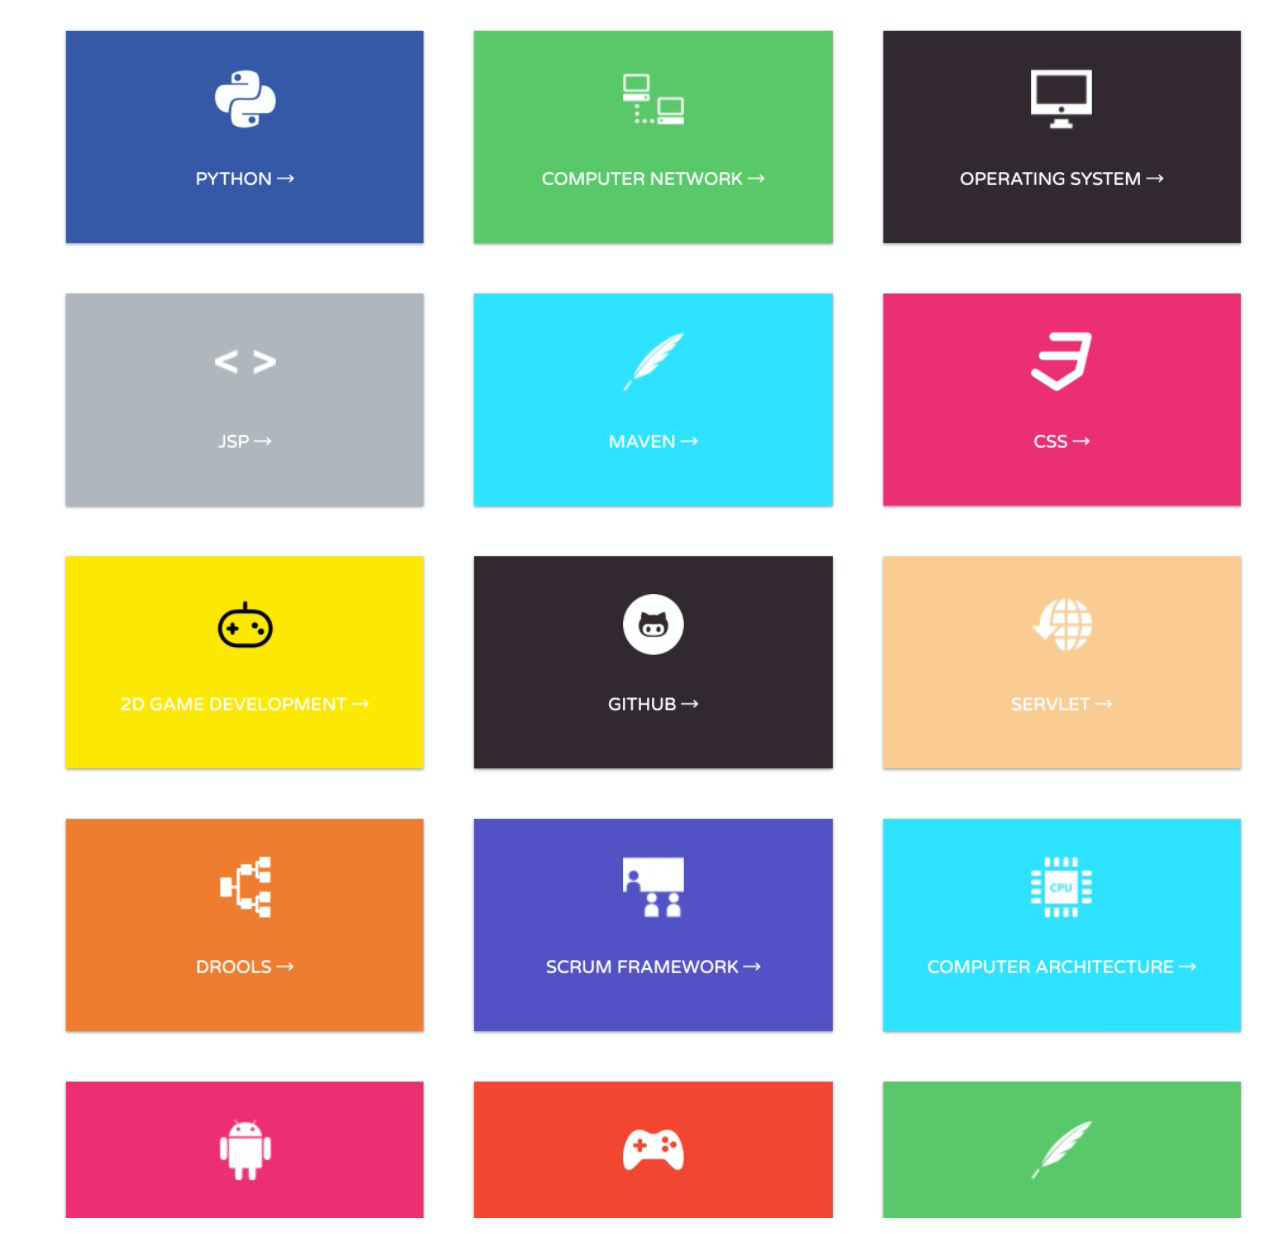 PYTHON →
COMPUTER NETWORK →
OPERATING SYSTEM →
< >
JSP →
MAVEN →
CSS →
2D GAME DEVELOPMENT →
GITHUB →
SERVLET →
CPU
DROOLS →
SCRUM FRAMEWORK →
COMPUTER ARCHITECTURE →